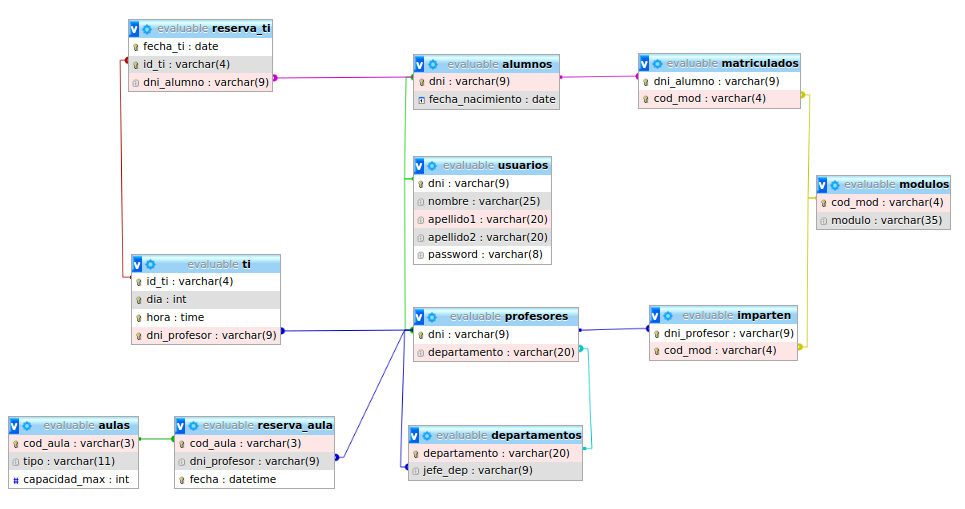 evaluable reserva_ti
fecha_ti : date
id_ti : varchar(4)
dni_alumno : varchar(9)
evaluable alumnos
dni : varchar(9)
fecha_nacimiento : date
evaluable matriculados
dni_alumno : varchar(9)
cod_mod : varchar(4)
evaluable usuarios
dni : varchar(9)
nombre : varchar(25)
apellido1 : varchar(20)
apellido2 : varchar(20)
password : varchar(8)
evaluable modulos
cod_mod : varchar(4)
modulo : varchar(35)
evaluable ti
id_ti : varchar(4)
dia : int
hora : time
dni_profesor : varchar(9)
evaluable profesores
dni : varchar(9)
departamento : varchar(20)
evaluable imparten
dni_profesor : varchar(9)
cod_mod : varchar(4)
evaluable aulas
cod_aula : varchar(3)
tipo : varchar(11)
capacidad_max : int
evaluable reserva_aula
cod_aula : varchar(3)
dni_profesor : varchar(9)
fecha : datetime
evaluable departamentos
departamento : varchar(20)
jefe_dep : varchar(9)